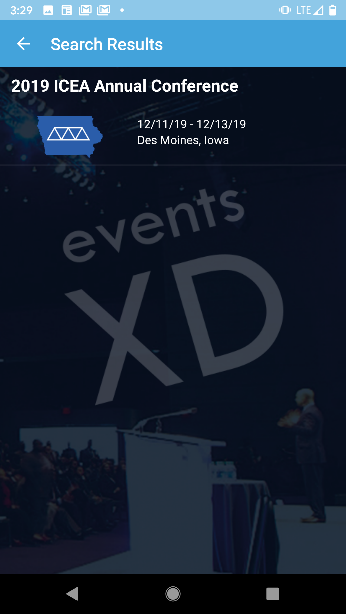 3:29
LTE
Search Results
2019 ICEA Annual Conference
12/11/19 - 12/13/19
Des Moines, Iowa
events
XD